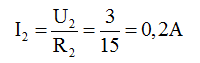 I₂ = U₂/R₂ = 3/15 = 0,2A